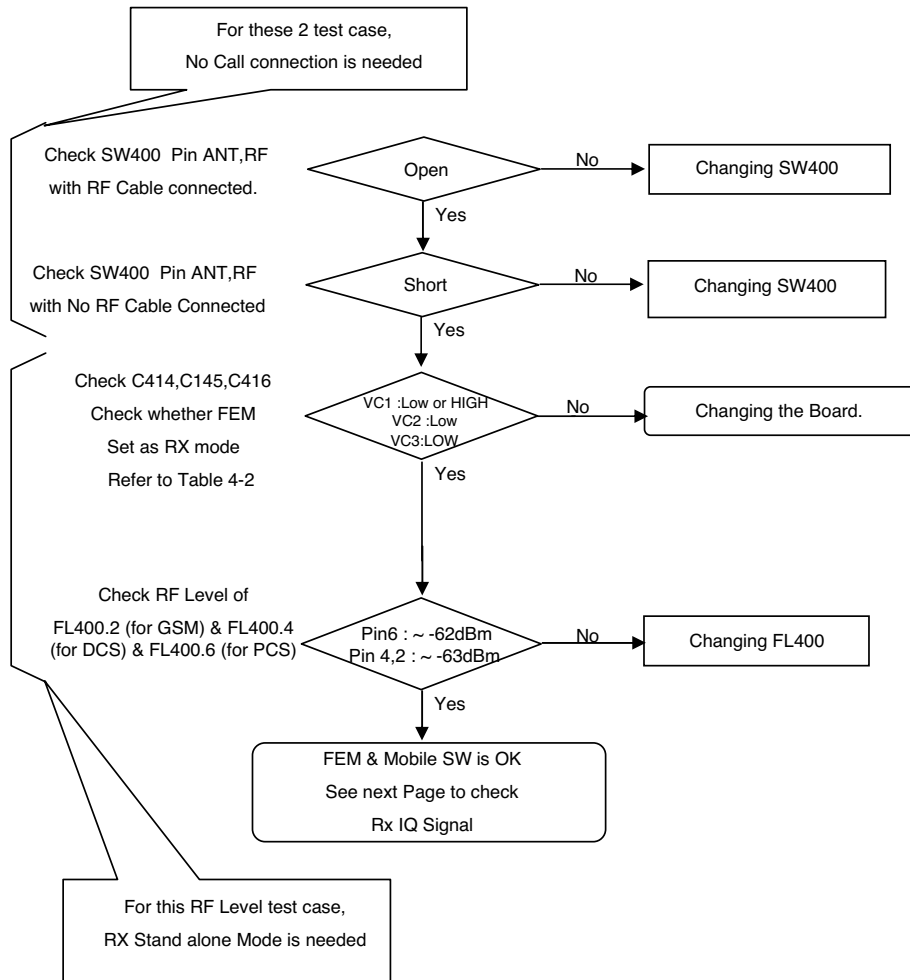 For these 2 test case,
No Call connection is needed
Check SW400 Pin ANT,RF
with RF Cable connected.
Open
No
Changing SW400
Yes
Check SW400 Pin ANT,RF
with No RF Cable Connected
Short
No
Changing SW400
Yes
Check C414,C145,C416
Check whether FEM
Set as RX mode
Refer to Table 4-2
VC1 :Low or HIGH
VC2 :Low
VC3:LOW
No
Changing the Board.
Yes
Check RF Level of
FL400.2 (for GSM) & FL400.4
(for DCS) & FL400.6 (for PCS)
Pin6 : ~ -62dBm
Pin 4,2 : ~ -63dBm
No
Changing FL400
Yes
FEM & Mobile SW is OK
See next Page to check
Rx IQ Signal
For this RF Level test case,
RX Stand alone Mode is needed